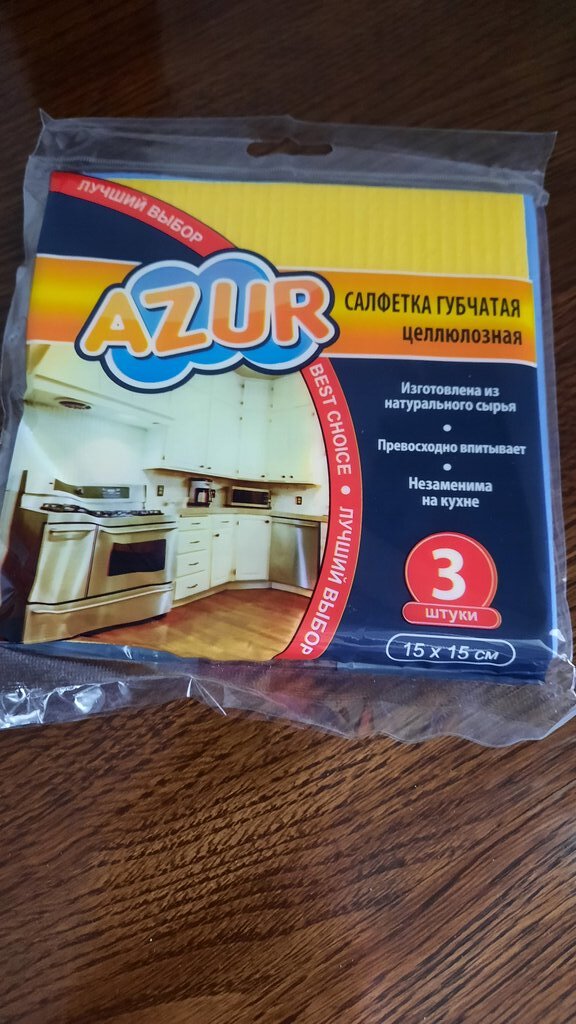 ЛУЧШИЙ ВЫБОР
AZUR
САЛФЕТКА ГУБЧАТАЯ
целлюлозная
BEST CHOICE • ЛУЧШИЙ ВЫБОР
Изготовлена из
натурального сырья
•
Превосходно впитывает
•
Незаменима
на кухне
3
штуки
15 x 15 см